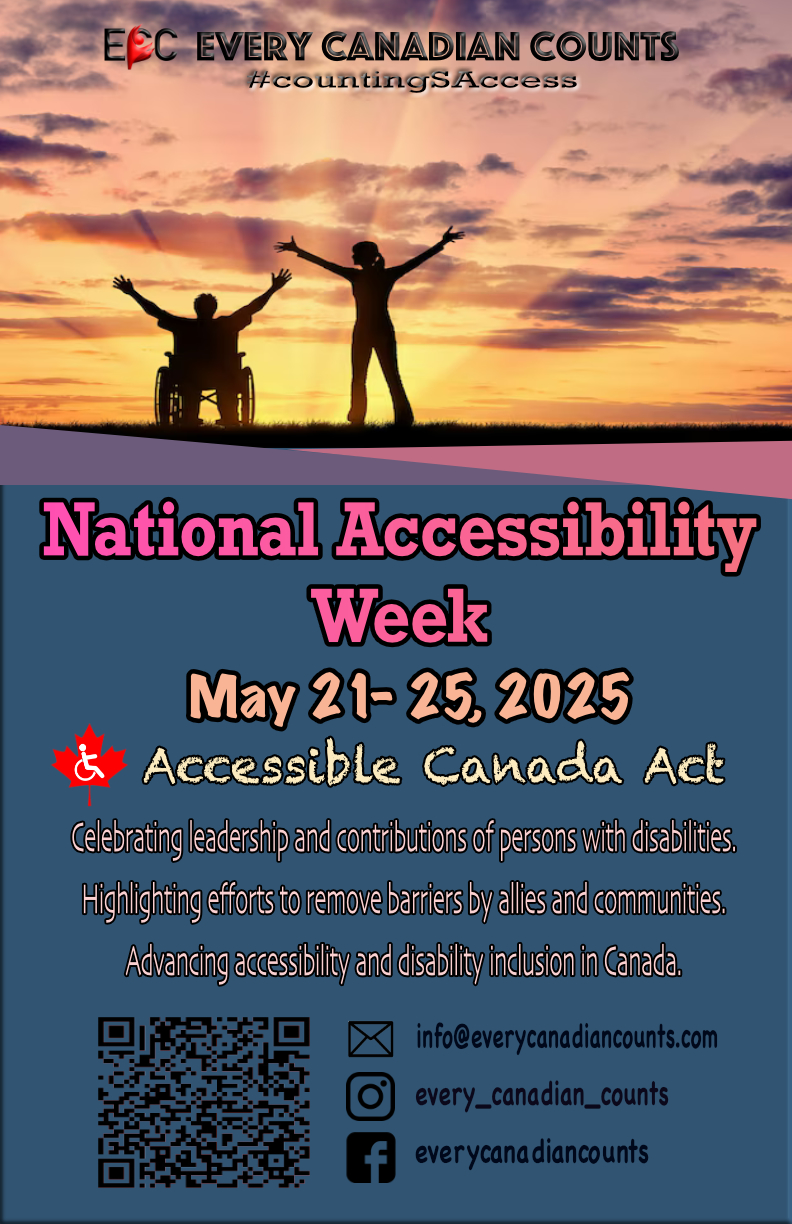 ECC EVERY CANADIAN COUNTS
#countingSAccess
National Accessibility
Week
May 21- 25, 2025
Accessible Canada Act
Celebrating leadership and contributions of persons with disabilities.
Highlighting efforts to remove barriers by allies and communities.
Advancing accessibility and disability inclusion in Canada.
info@everycanadiancounts.com
every_canadian_counts
everycanadiancounts